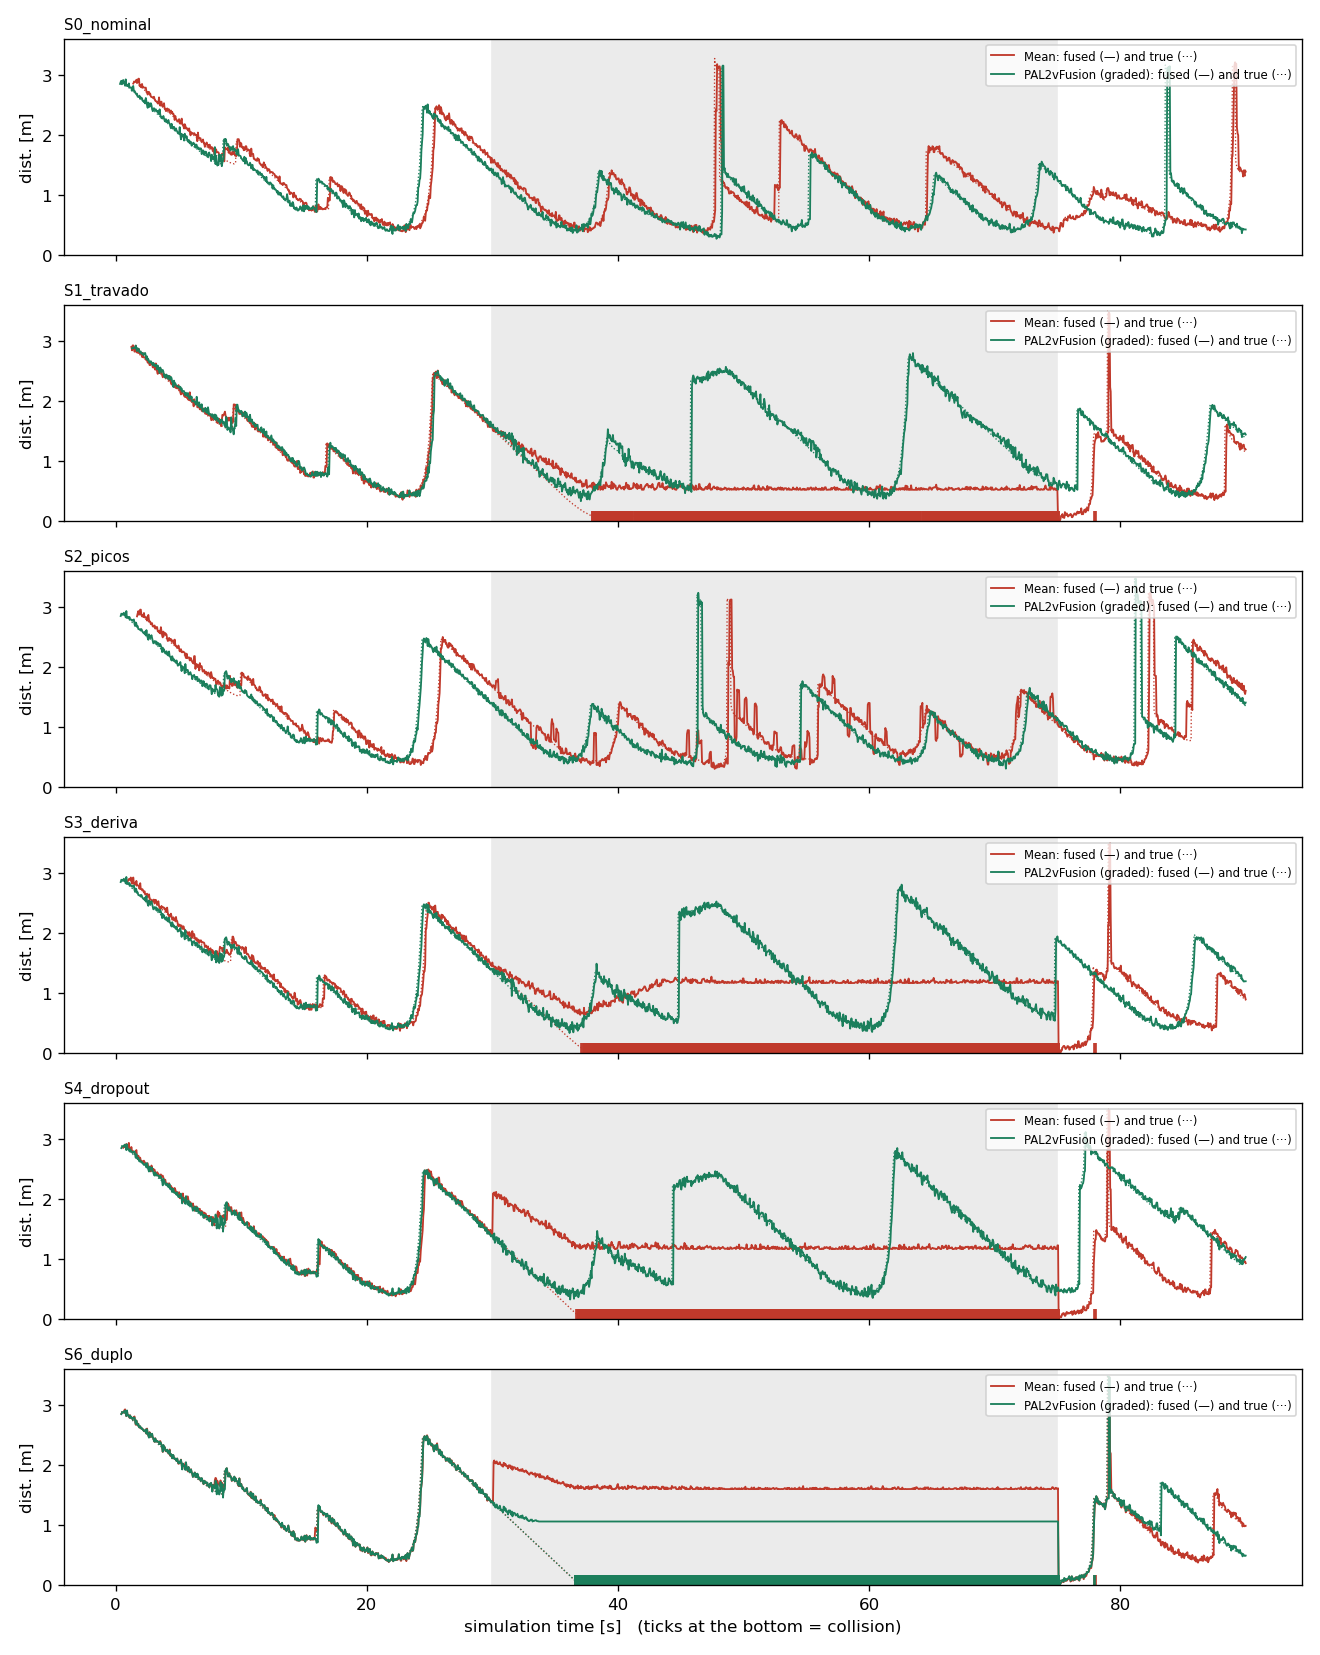 S0_nominal
3
2
1
0
dist. [m]
Mean: fused (—) and true (···)
PAL2vFusion (graded): fused (—) and true (···)
S1_travado
3
2
1
0
dist. [m]
Mean: fused (—) and true (···)
PAL2vFusion (graded): fused (—) and true (···)
S2_picos
3
2
1
0
dist. [m]
Mean: fused (—) and true (···)
PAL2vFusion (graded): fused (—) and true (···)
S3_deriva
3
2
1
0
dist. [m]
Mean: fused (—) and true (···)
PAL2vFusion (graded): fused (—) and true (···)
S4_dropout
3
2
1
0
dist. [m]
Mean: fused (—) and true (···)
PAL2vFusion (graded): fused (—) and true (···)
S6_duplo
3
2
1
0
dist. [m]
Mean: fused (—) and true (···)
PAL2vFusion (graded): fused (—) and true (···)
0 20 40 60 80
simulation time [s] (ticks at the bottom = collision)